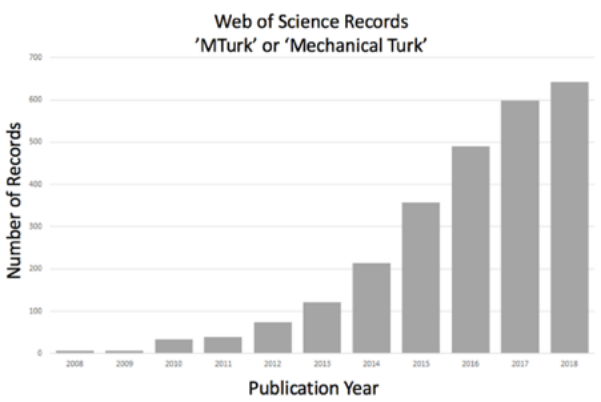 Web of Science Records
’MTurk’ or ‘Mechanical Turk’
700
600
500
400
300
200
100
0
Number of Records
2008 2009 2010 2011 2012 2013 2014 2015 2016 2017 2018
Publication Year